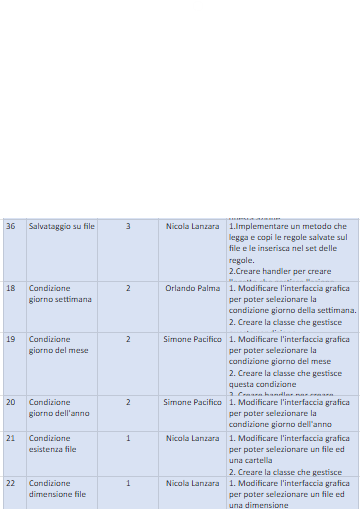 36 Salvataggio su file 3 Nicola Lanzara 1.Implementare un metodo che
legga e copi le regole salvate sul
file e le inserisca nel set delle
regole.
2.Creare handler per creare
18 Condizione 2 Orlando Palma 1. Modificare l'interfaccia grafica
giorno settimana per poter selezionare la
condizione giorno della settimana.
2. Creare la classe che gestisce
19 Condizione 2 Simone Pacifico 1. Modificare l'interfaccia grafica
giorno del mese per poter selezionare la
condizione giorno del mese
2. Creare la classe che gestisce
questa condizione
3. Creare handler per creare
20 Condizione 2 Simone Pacifico 1. Modificare l'interfaccia grafica
giorno dell'anno per poter selezionare la
condizione giorno dell'anno
21 Condizione 1 Nicola Lanzara 1. Modificare l'interfaccia grafica
esistenza file per poter selezionare un file ed
una cartella
2. Creare la classe che gestisce
22 Condizione 1 Nicola Lanzara 1. Modificare l'interfaccia grafica
dimensione file per poter selezionare un file ed
una dimensione